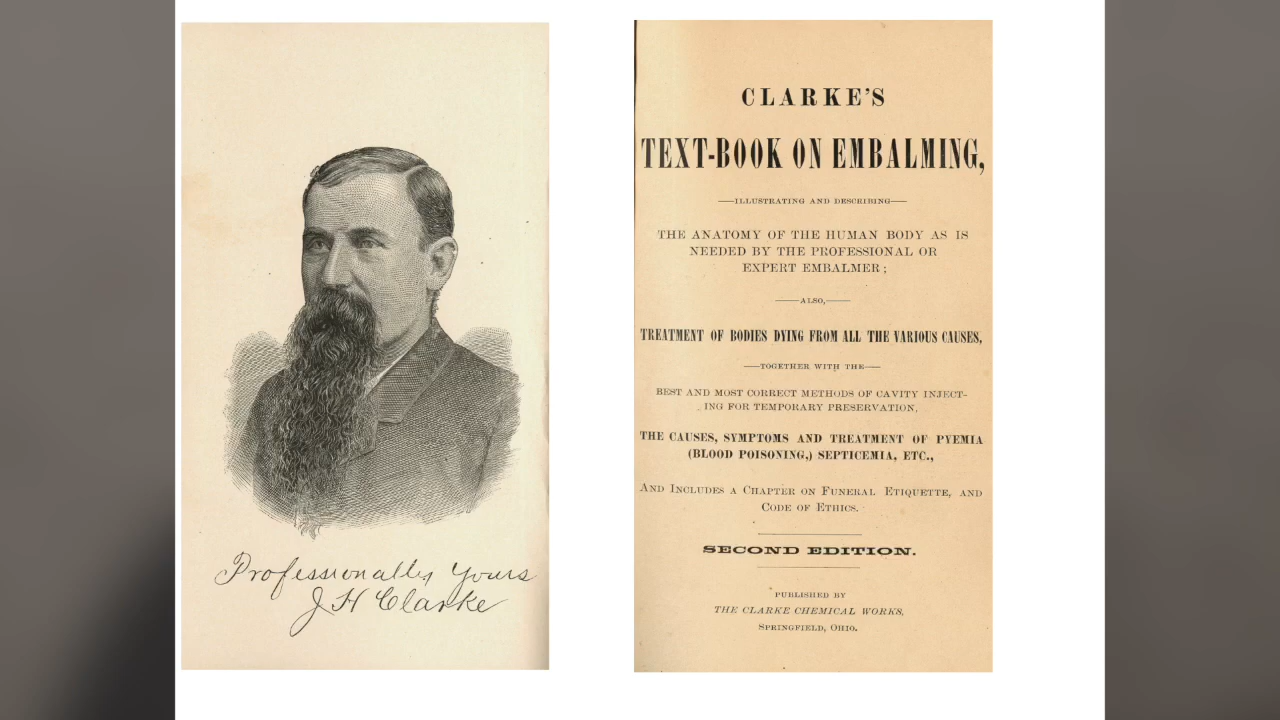 Professionally Yours
J H Clarke
CLARKE'S
TEXT-BOOK ON EMBALMING,
—ILLUSTRATING AND DESCRIBING—
THE ANATOMY OF THE HUMAN BODY AS IS
NEEDED BY THE PROFESSIONAL OR
EXPERT EMBALMER;
—ALSO,—
TREATMENT OF BODIES DYING FROM ALL THE VARIOUS CAUSES,
—TOGETHER WITH THE—
BEST AND MOST CORRECT METHODS OF CAVITY INJECT-
ING FOR TEMPORARY PRESERVATION,
THE CAUSES, SYMPTOMS AND TREATMENT OF PYEMIA
(BLOOD POISONING,) SEPTICEMIA, ETC.,
AND INCLUDES A CHAPTER ON FUNERAL ETIQUETTE, AND
CODE OF ETHICS.
SECOND EDITION.
PUBLISHED BY
THE CLARKE CHEMICAL WORKS,
SPRINGFIELD, OHIO.